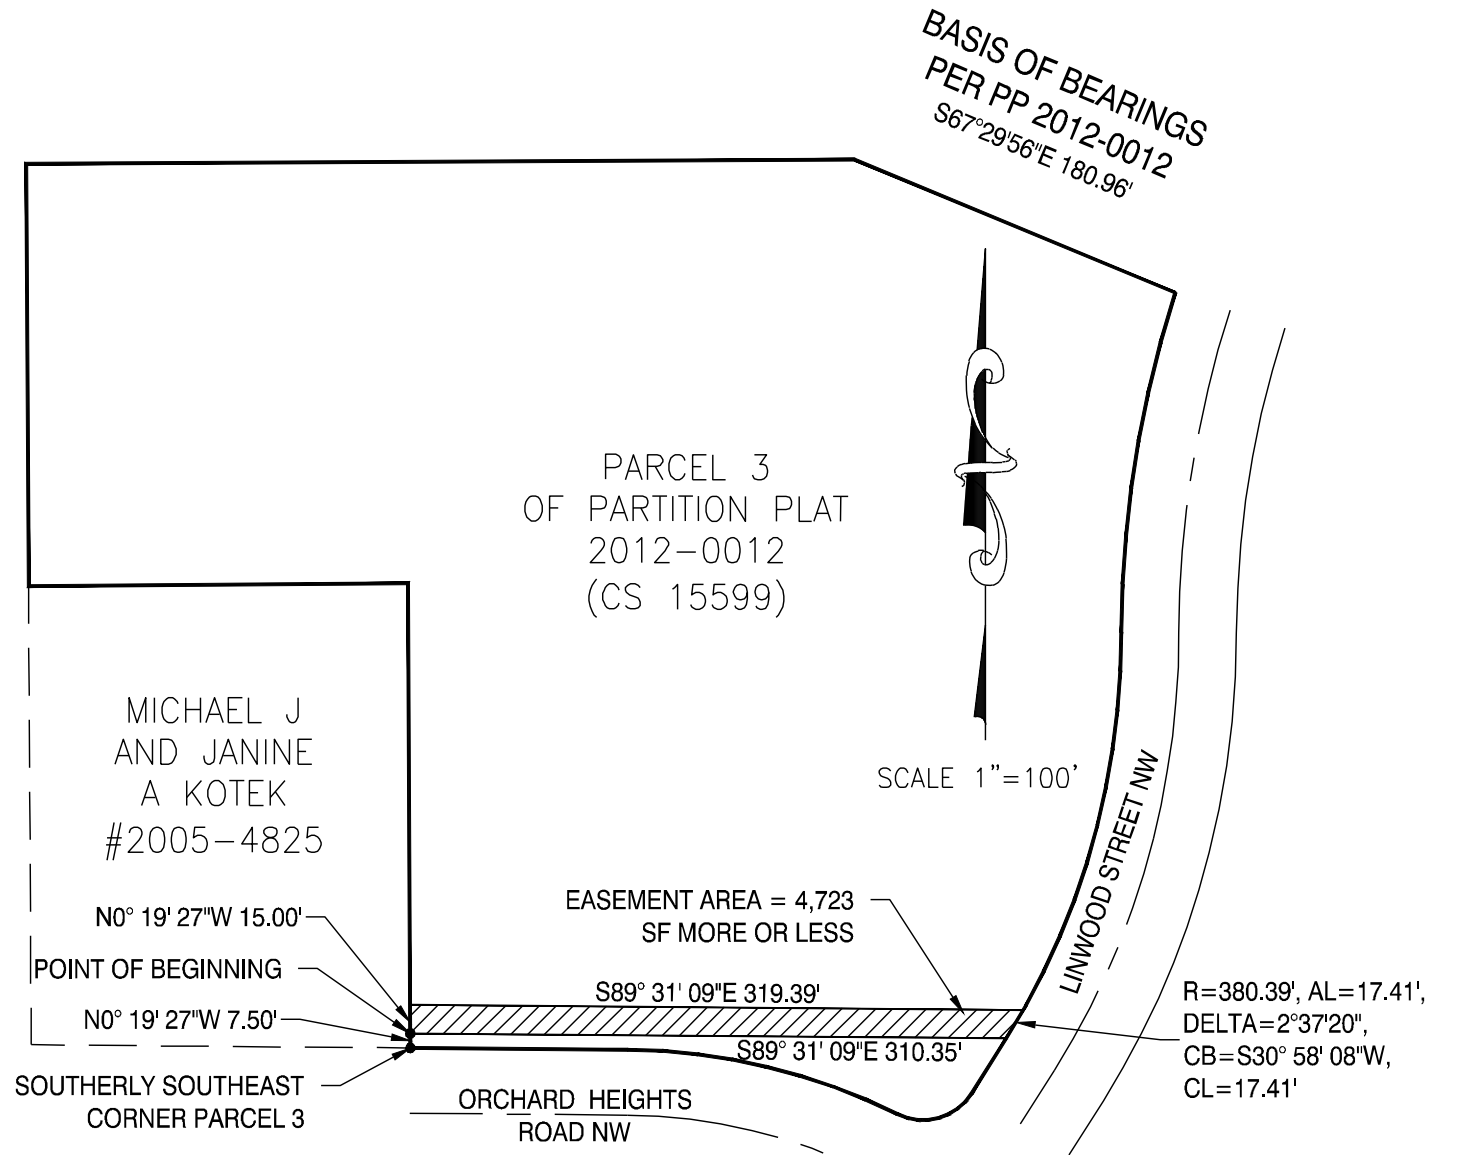 BASIS OF BEARINGS
PER PP 2012-0012
S67°29'56"E 180.96'
PARCEL 3
OF PARTITION PLAT
2012-0012
(CS 15599)
MICHAEL J
AND JANINE
A KOTEK
#2005-4825
SCALE 1"=100'
LINWOOD STREET NW
N0° 19' 27"W 15.00'
POINT OF BEGINNING
N0° 19' 27"W 7.50'
SOUTHERLY SOUTHEAST
CORNER PARCEL 3
EASEMENT AREA = 4,723
SF MORE OR LESS
S89° 31' 09"E 319.39'
S89° 31' 09"E 310.35'
R=380.39', AL=17.41',
DELTA=2°37'20",
CB=S30° 58' 08"W,
CL=17.41'
ORCHARD HEIGHTS
ROAD NW